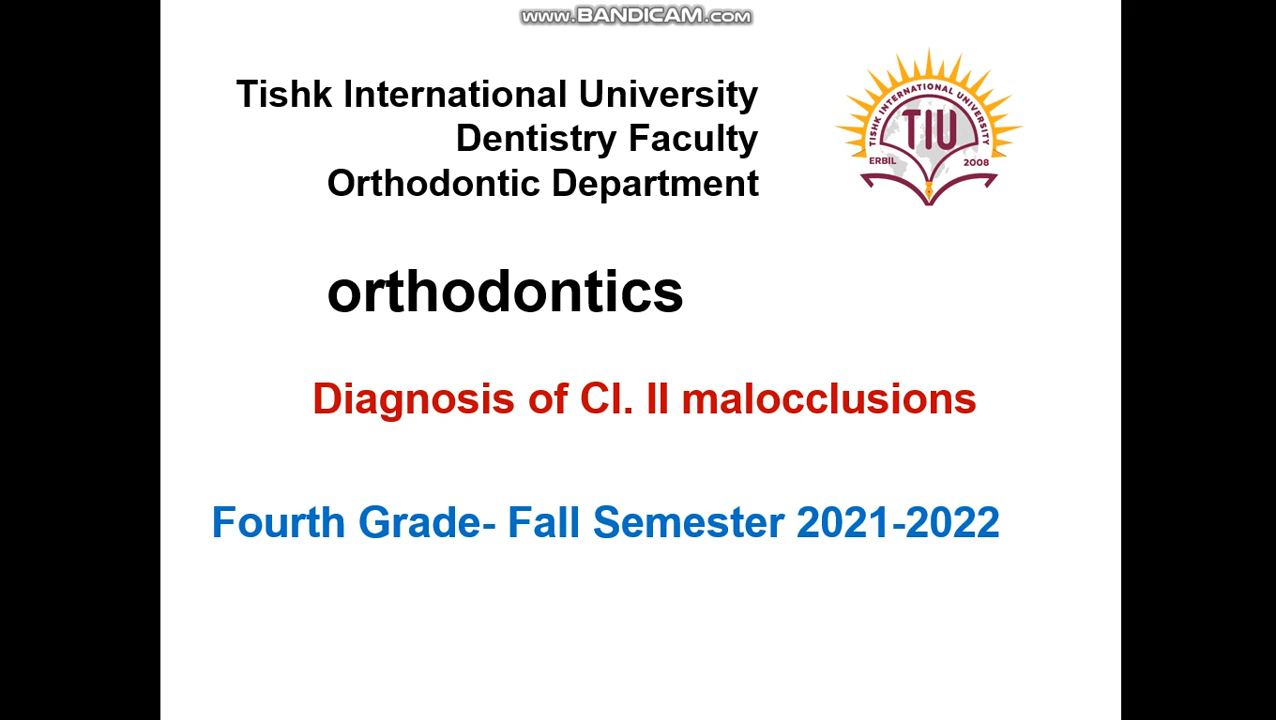 www.BANDICAM.com
Tishk International University
Dentistry Faculty
Orthodontic Department
TISHK INTERNATIONAL UNIVERSITY
TIU
ERBIL
2008
orthodontics
Diagnosis of Cl. II malocclusions
Fourth Grade- Fall Semester 2021-2022